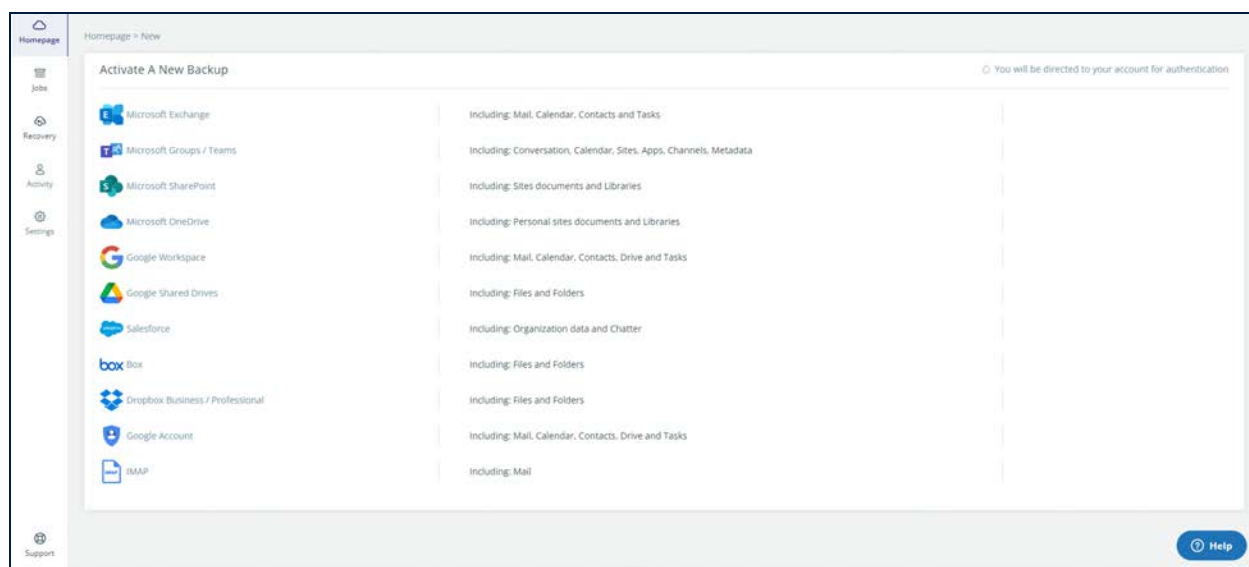 Homepage
Jobs
Recovery
Activity
Settings
Support
Homepage > New
Activate A New Backup
You will be directed to your account for authentication
Microsoft Exchange
Including: Mail, Calendar, Contacts and Tasks
Microsoft Groups / Teams
Including: Conversation, Calendar, Sites, Apps, Channels, Metadata
Microsoft SharePoint
Including: Sites documents and Libraries
Microsoft OneDrive
Including: Personal sites documents and Libraries
Google Workspace
Including: Mail, Calendar, Contacts, Drive and Tasks
Google Shared Drives
Including: Files and Folders
Salesforce
Including: Organization data and Chatter
box Box
Including: Files and Folders
Dropbox Business / Professional
Including: Files and Folders
Google Account
Including: Mail, Calendar, Contacts, Drive and Tasks
IMAP IMAP
Including: Mail
Help